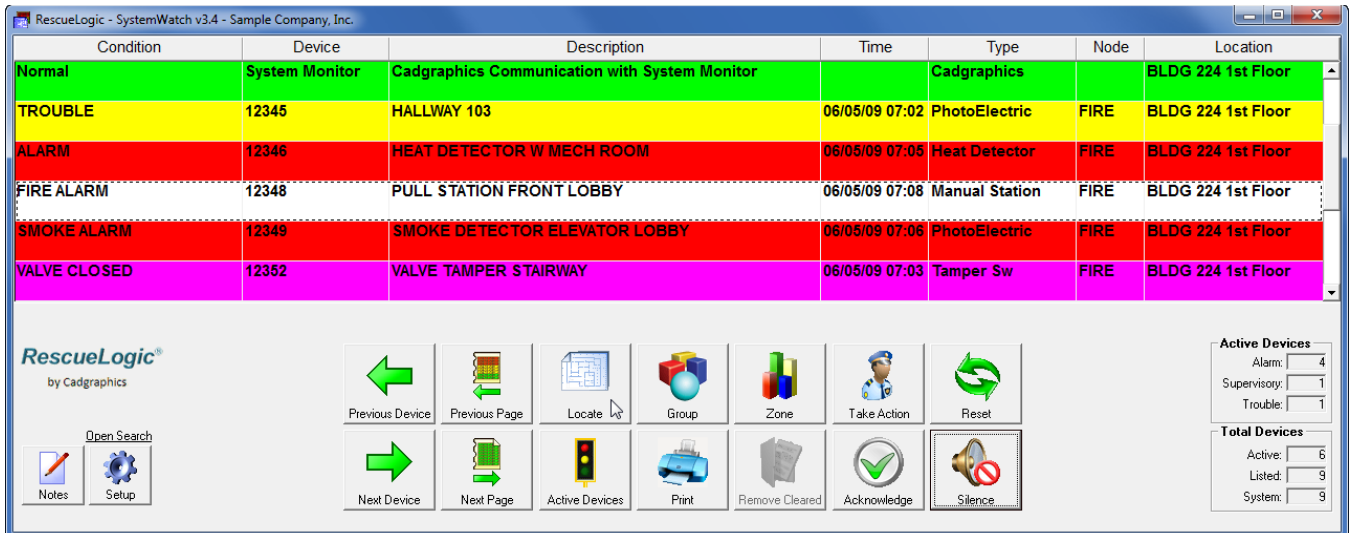 RescueLogic - SystemWatch v3.4 - Sample Company, Inc.
Condition Device Description Time Type Node Location
Normal System Monitor Cadgraphics Communication with System Monitor Cadgraphics BLDG 224 1st Floor
TROUBLE 12345 HALLWAY 103 06/05/09 07:02 PhotoElectric FIRE BLDG 224 1st Floor
ALARM 12346 HEAT DETECTOR W MECH ROOM 06/05/09 07:05 Heat Detector FIRE BLDG 224 1st Floor
FIRE ALARM 12348 PULL STATION FRONT LOBBY 06/05/09 07:08 Manual Station FIRE BLDG 224 1st Floor
SMOKE ALARM 12349 SMOKE DETECTOR ELEVATOR LOBBY 06/05/09 07:06 PhotoElectric FIRE BLDG 224 1st Floor
VALVE CLOSED 12352 VALVE TAMPER STAIRWAY 06/05/09 07:03 Tamper Sw FIRE BLDG 224 1st Floor
RescueLogic®
by Cadgraphics
Open Search
Notes Setup
Previous Device Previous Page Locate Group Zone Take Action Reset
Next Device Next Page Active Devices Print Remove Cleared Acknowledge Silence
Active Devices
Alarm: 4
Supervisory: 1
Trouble: 1
Total Devices
Active: 6
Listed: 9
System: 9